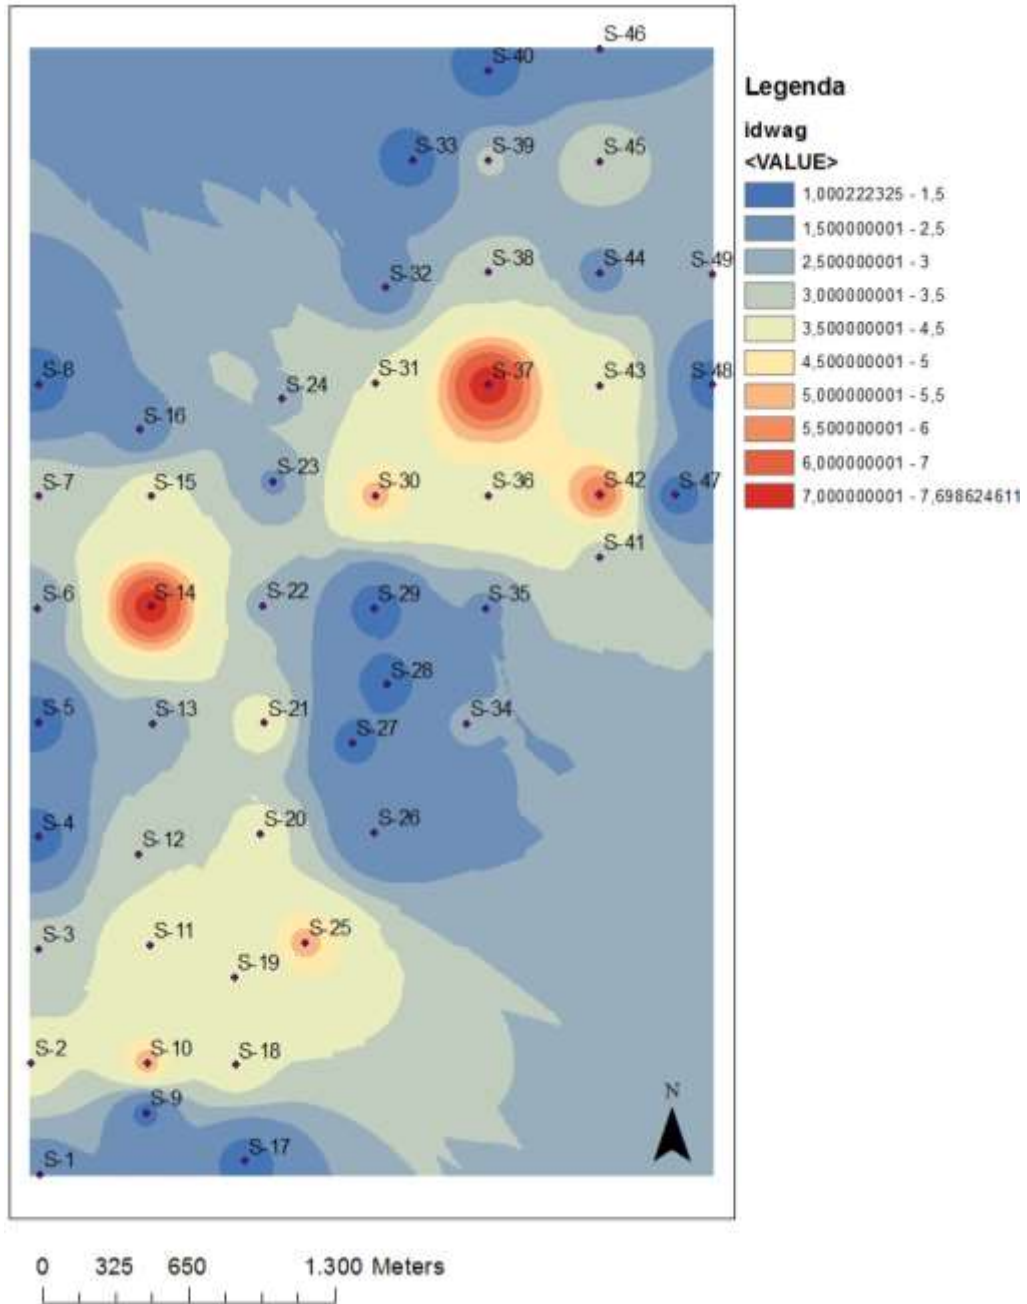 S-46
S-40
S-33
S-39
S-45
S-32
S-38
S-44
S-49
S-8
S-24
S-31
S-37
S-43
S-48
S-16
S-7
S-15
S-23
S-30
S-36
S-42
S-47
S-41
S-6
S-14
S-22
S-29
S-35
S-28
S-5
S-13
S-21
S-27
S-34
S-4
S-12
S-20
S-26
S-3
S-11
S-25
S-19
S-2
S-10
S-18
S-9
S-1
S-17
N
Legenda
idwag
<VALUE>
1,000222325 - 1,5
1,500000001 - 2,5
2,500000001 - 3
3,000000001 - 3,5
3,500000001 - 4,5
4,500000001 - 5
5,000000001 - 5,5
5,500000001 - 6
6,000000001 - 7
7,000000001 - 7,698624611
0 325 650 1.300 Meters